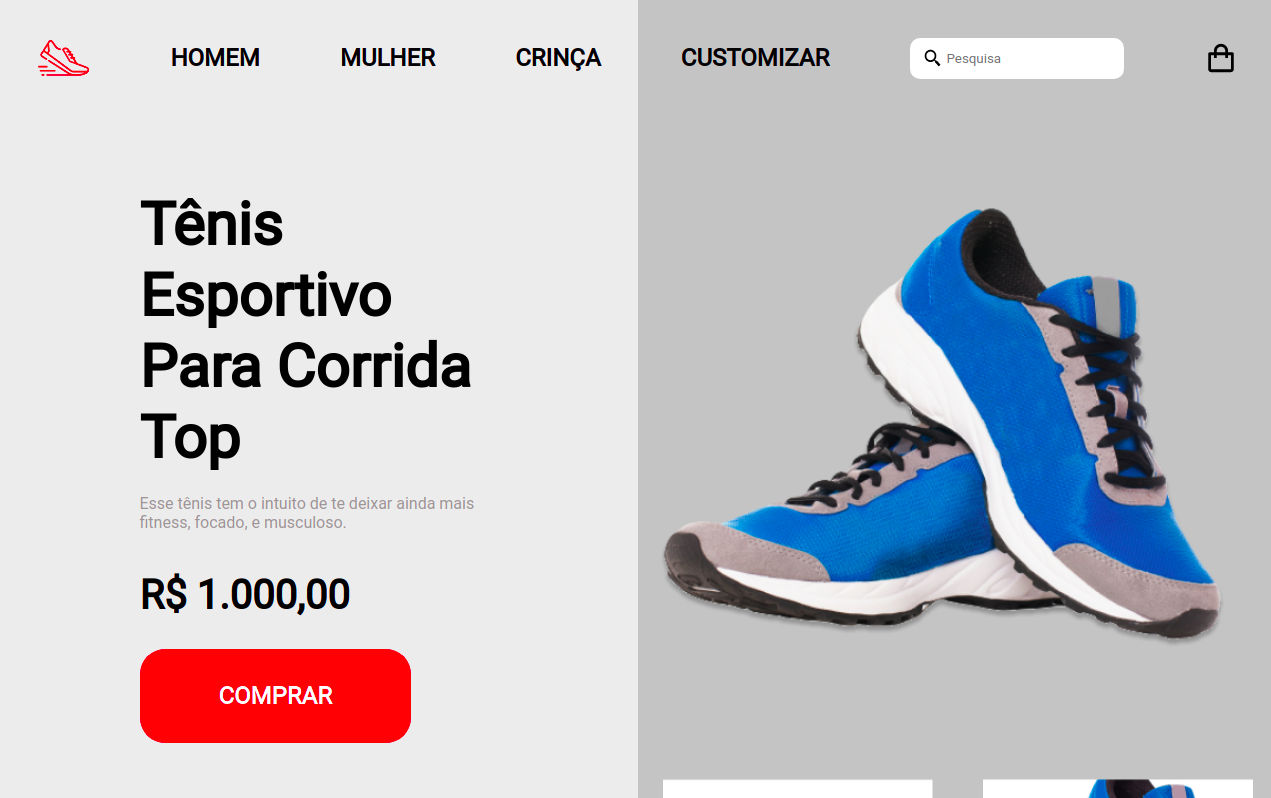 HOMEM MULHER CRINÇA CUSTOMIZAR Pesquisa
Tênis
Esportivo
Para Corrida
Top
Esse tênis tem o intuito de te deixar ainda mais
fitness, focado, e musculoso.
R$ 1.000,00
COMPRAR